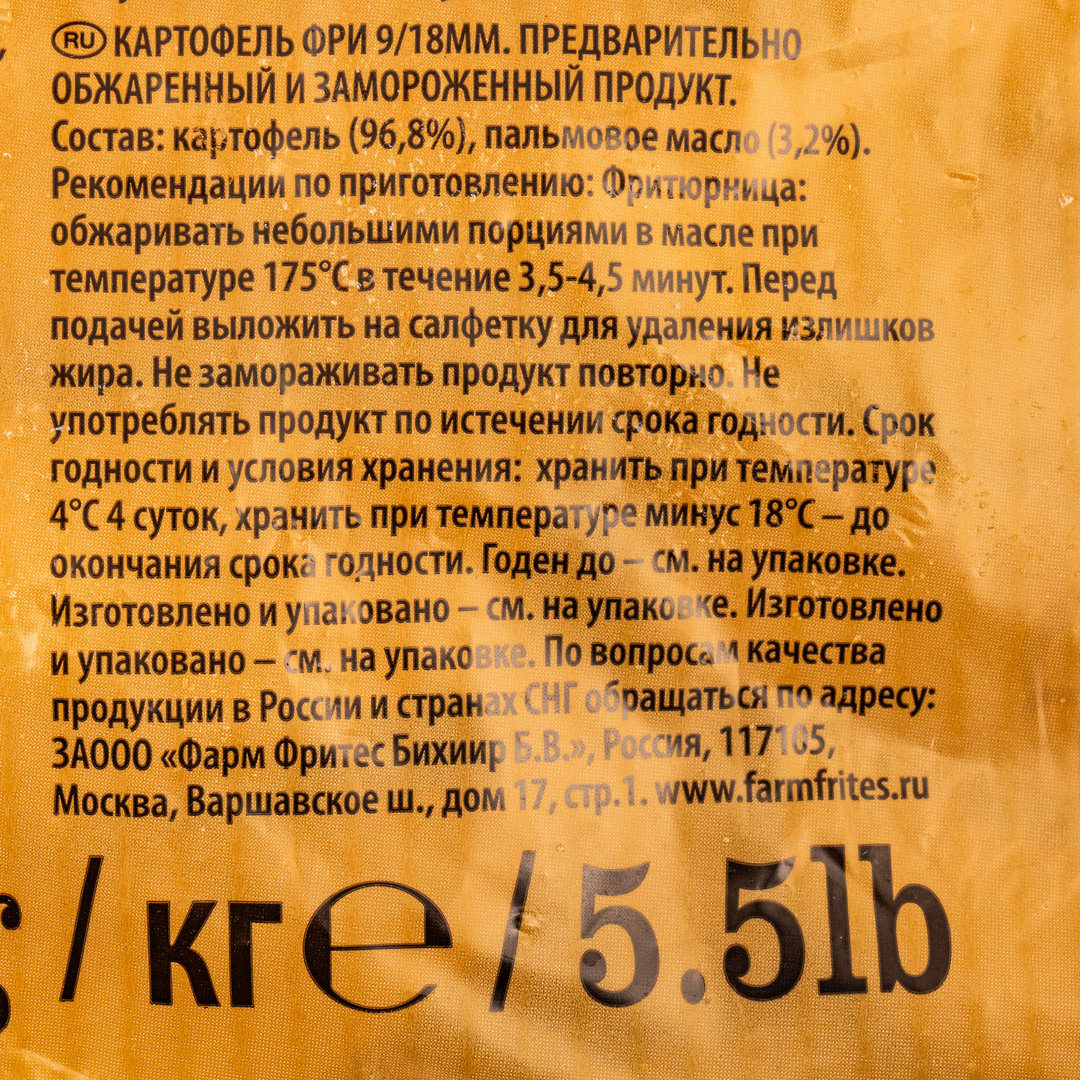 RU КАРТОФЕЛЬ ФРИ 9/18ММ. ПРЕДВАРИТЕЛЬНО
ОБЖАРЕННЫЙ И ЗАМОРОЖЕННЫЙ ПРОДУКТ.
Состав: картофель (96,8%), пальмовое масло (3,2%).
Рекомендации по приготовлению: Фритюрница:
обжаривать небольшими порциями в масле при
температуре 175°С в течение 3,5-4,5 минут. Перед
подачей выложить на салфетку для удаления излишков
жира. Не замораживать продукт повторно. Не
употреблять продукт по истечении срока годности. Срок
годности и условия хранения: хранить при температуре
4°С 4 суток, хранить при температуре минус 18°С – до
окончания срока годности. Годен до – см. на упаковке.
Изготовлено и упаковано – см. на упаковке. Изготовлено
и упаковано – см. на упаковке. По вопросам качества
продукции в России и странах СНГ обращаться по адресу:
ЗАООО «Фарм Фритес Бихиир Б.В.», Россия, 117105,
Москва, Варшавское ш., дом 17, стр.1. www.farmfrites.ru
/ кг ℮ / 5.5lb